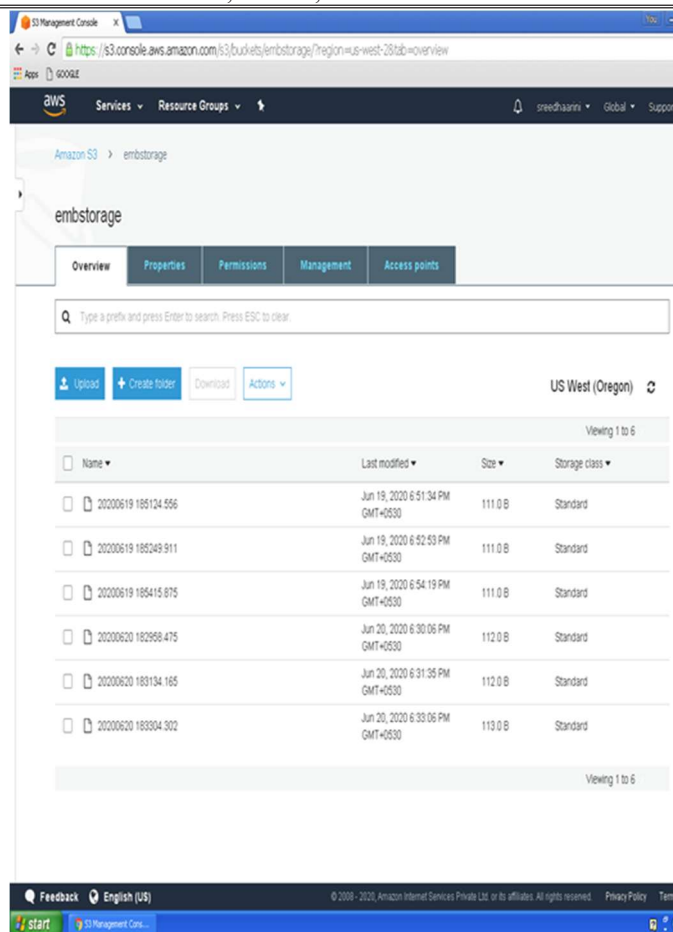 S3 Management Console
https://s3.console.aws.amazon.com/s3/buckets/embstorage/?region=us-west-2&tab=overview
Apps GOOGLE
aws Services Resource Groups sreedhaarini Global Support
Amazon S3 > embstorage
embstorage
Overview Properties Permissions Management Access points
Type a prefix and press Enter to search. Press ESC to clear.
Upload + Create folder Download Actions US West (Oregon)
Viewing 1 to 6
Name Last modified Size Storage class
20200619 185124.556 Jun 19, 2020 6:51:34 PM GMT+0530 111.0 B Standard
20200619 185249.911 Jun 19, 2020 6:52:53 PM GMT+0530 111.0 B Standard
20200619 185415.875 Jun 19, 2020 6:54:19 PM GMT+0530 111.0 B Standard
20200620 182958.475 Jun 20, 2020 6:30:06 PM GMT+0530 112.0 B Standard
20200620 183134.165 Jun 20, 2020 6:31:35 PM GMT+0530 112.0 B Standard
20200620 183304.302 Jun 20, 2020 6:33:06 PM GMT+0530 113.0 B Standard
Viewing 1 to 6
Feedback English (US) © 2008 - 2020, Amazon Internet Services Private Ltd. or its affiliates. All rights reserved. Privacy Policy
start S3 Management Cons...